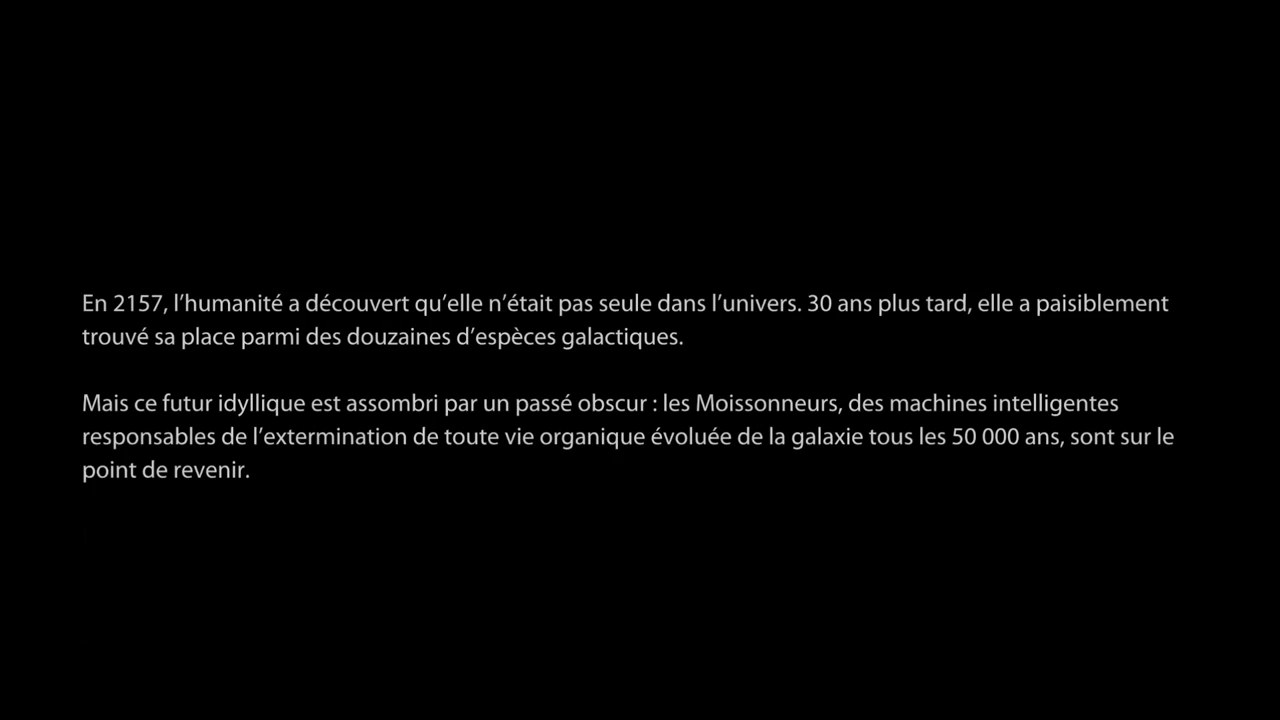 En 2157, l’humanité a découvert qu’elle n’était pas seule dans l’univers. 30 ans plus tard, elle a paisiblement
trouvé sa place parmi des douzaines d’espèces galactiques.
Mais ce futur idyllique est assombri par un passé obscur : les Moissonneurs, des machines intelligentes
responsables de l’extermination de toute vie organique évoluée de la galaxie tous les 50 000 ans, sont sur le
point de revenir.